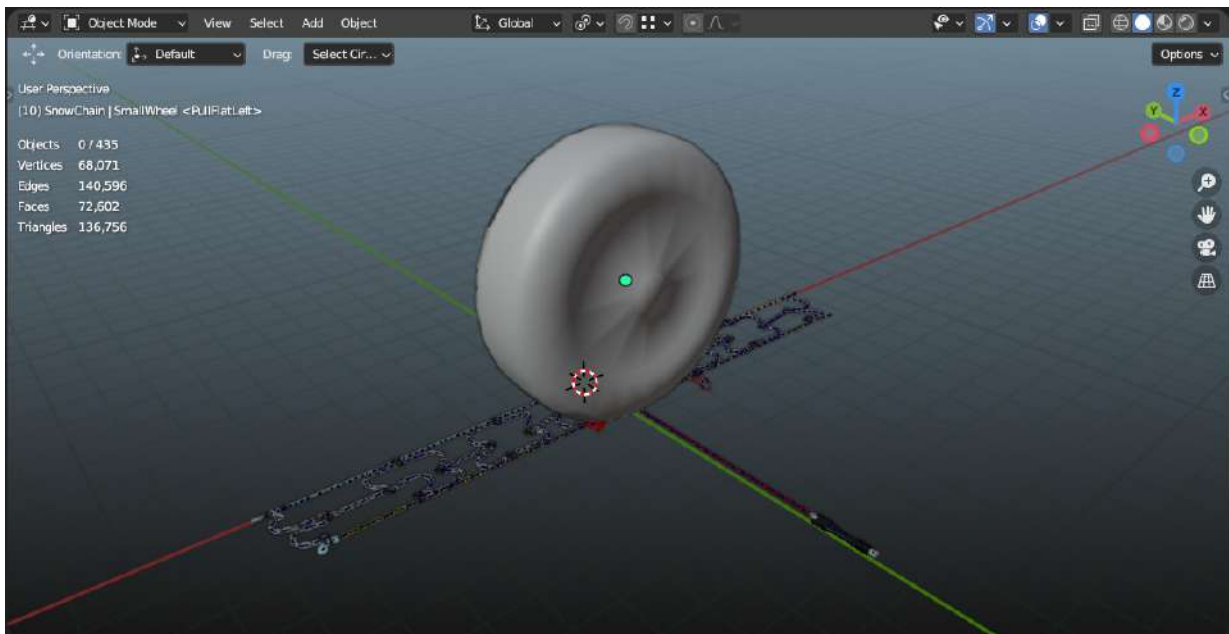 Object Mode View Select Add Object Global
Orientation: Default Drag: Select Cir... Options
User Perspective
(10) SnowChain | SmallWheel <PullFlatLeft>
Objects 0/435
Vertices 68,071
Edges 140,596
Faces 72,602
Triangles 136,756
Z
Y
X